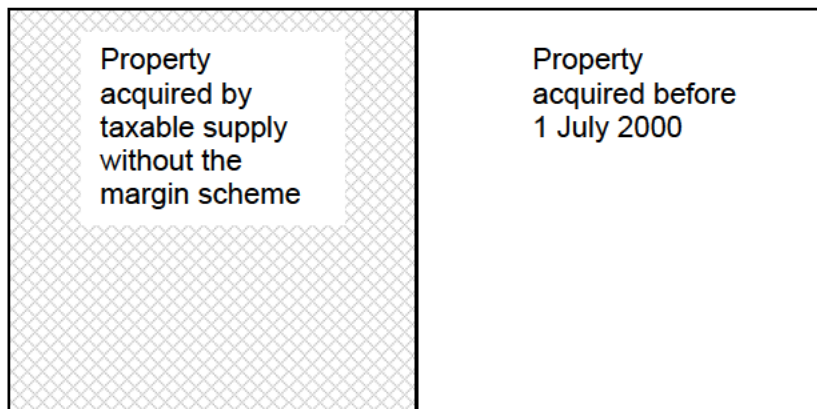 Property
acquired by
taxable supply
without the
margin scheme
Property
acquired before
1 July 2000